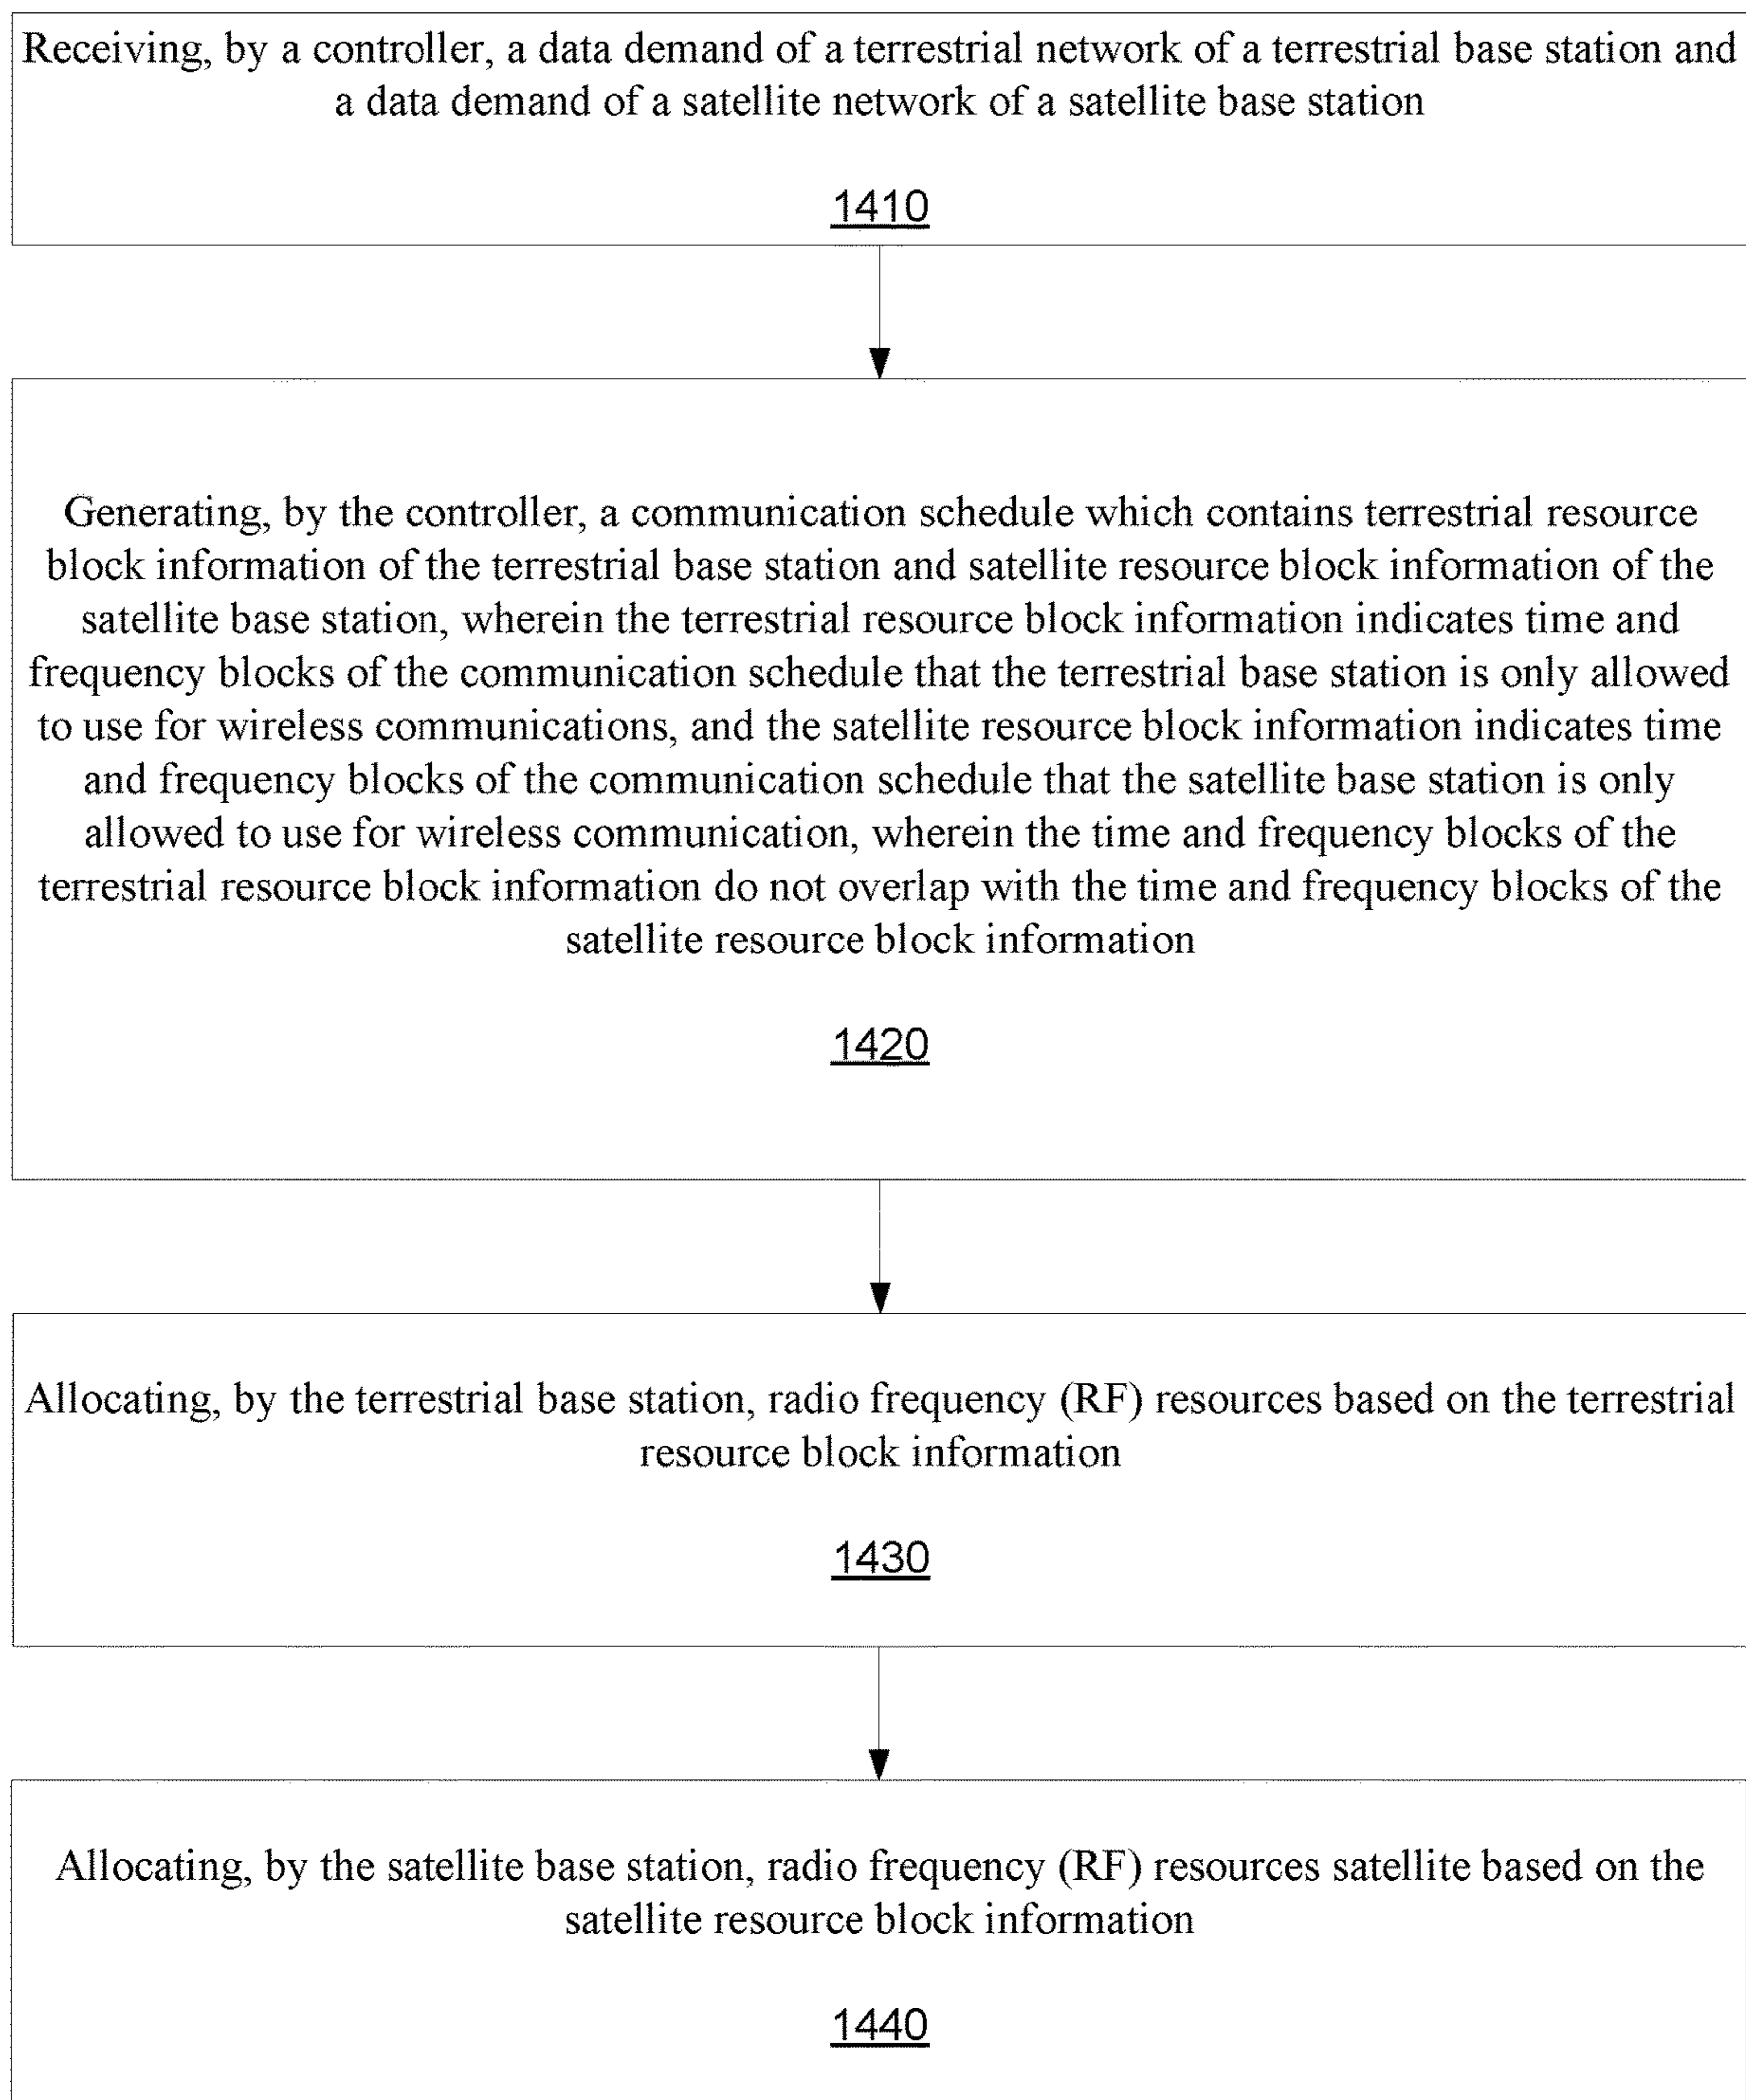 Receiving, by a controller, a data demand of a terrestrial network of a terrestrial base station and
a data demand of a satellite network of a satellite base station
1410
Generating, by the controller, a communication schedule which contains terrestrial resource
block information of the terrestrial base station and satellite resource block information of the
satellite base station, wherein the terrestrial resource block information indicates time and
frequency blocks of the communication schedule that the terrestrial base station is only allowed
to use for wireless communications, and the satellite resource block information indicates time
and frequency blocks of the communication schedule that the satellite base station is only
allowed to use for wireless communication, wherein the time and frequency blocks of the
terrestrial resource block information do not overlap with the time and frequency blocks of the
satellite resource block information
1420
Allocating, by the terrestrial base station, radio frequency (RF) resources based on the terrestrial
resource block information
1430
Allocating, by the satellite base station, radio frequency (RF) resources satellite based on the
satellite resource block information
1440